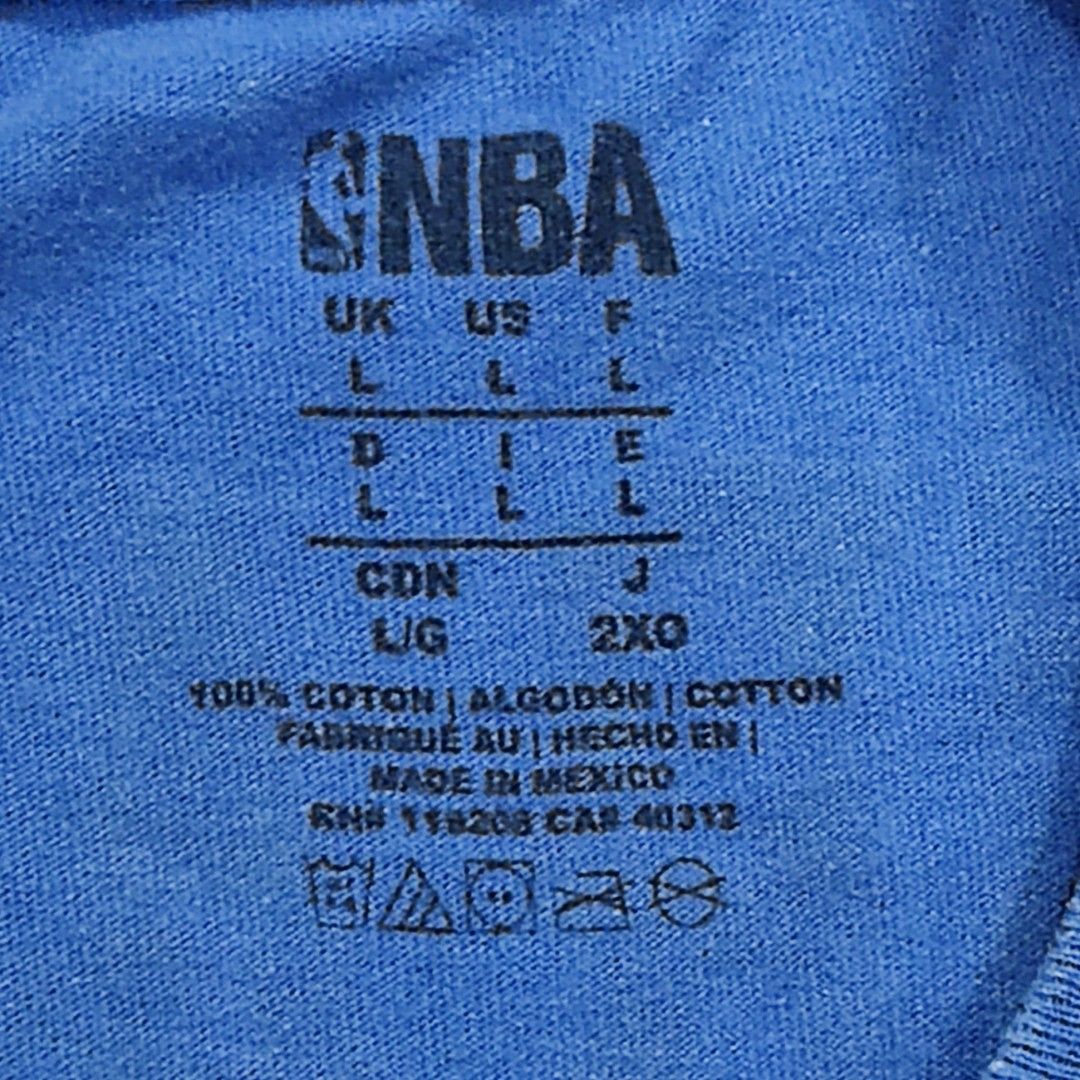 NBA
UK US F
L L L
D I E
L L L
CDN J
L/G 2XO
100% COTON | ALGODÓN | COTTON
FABRIQUÉ AU | HECHO EN |
MADE IN MEXICO
RN# CA# 40312